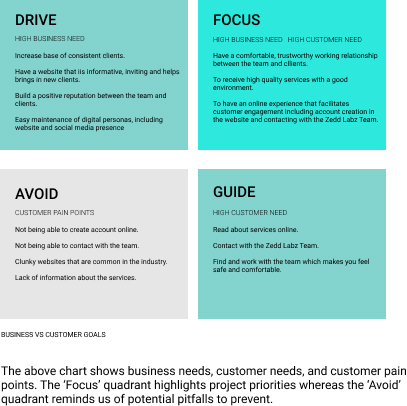 DRIVE
HIGH BUSINESS NEED
Increase base of consistent clients.
Have a website that iis informative, inviting and helps
brings in new clients.
Build a positive reputation between the team and
clients.
Easy maintenance of digital personas, including
website and social media presence
FOCUS
HIGH BUSINESS NEED HIGH CUSTOMER NEED
Have a comfortable, trustworthy working relationship
between the team and cllients.
To receive high quality services with a good
environment.
To have an online experience that facilitates
customer engagement including account creation in
the website and contacting with the Zedd Labz Team.
AVOID
CUSTOMER PAIN POINTS
Not being able to create account online.
Not being able to contact with the team.
Clunky websites that are common in the industry.
Lack of information about the services.
GUIDE
HIGH CUSTOMER NEED
Read about services online.
Contact with the Zedd Labz Team.
Find and work with the team which makes you feel
safe and comfortable.
BUSINESS VS CUSTOMER GOALS
The above chart shows business needs, customer needs, and customer pain
points. The ‘Focus’ quadrant highlights project priorities whereas the ‘Avoid’
quadrant reminds us of potential pitfalls to prevent.